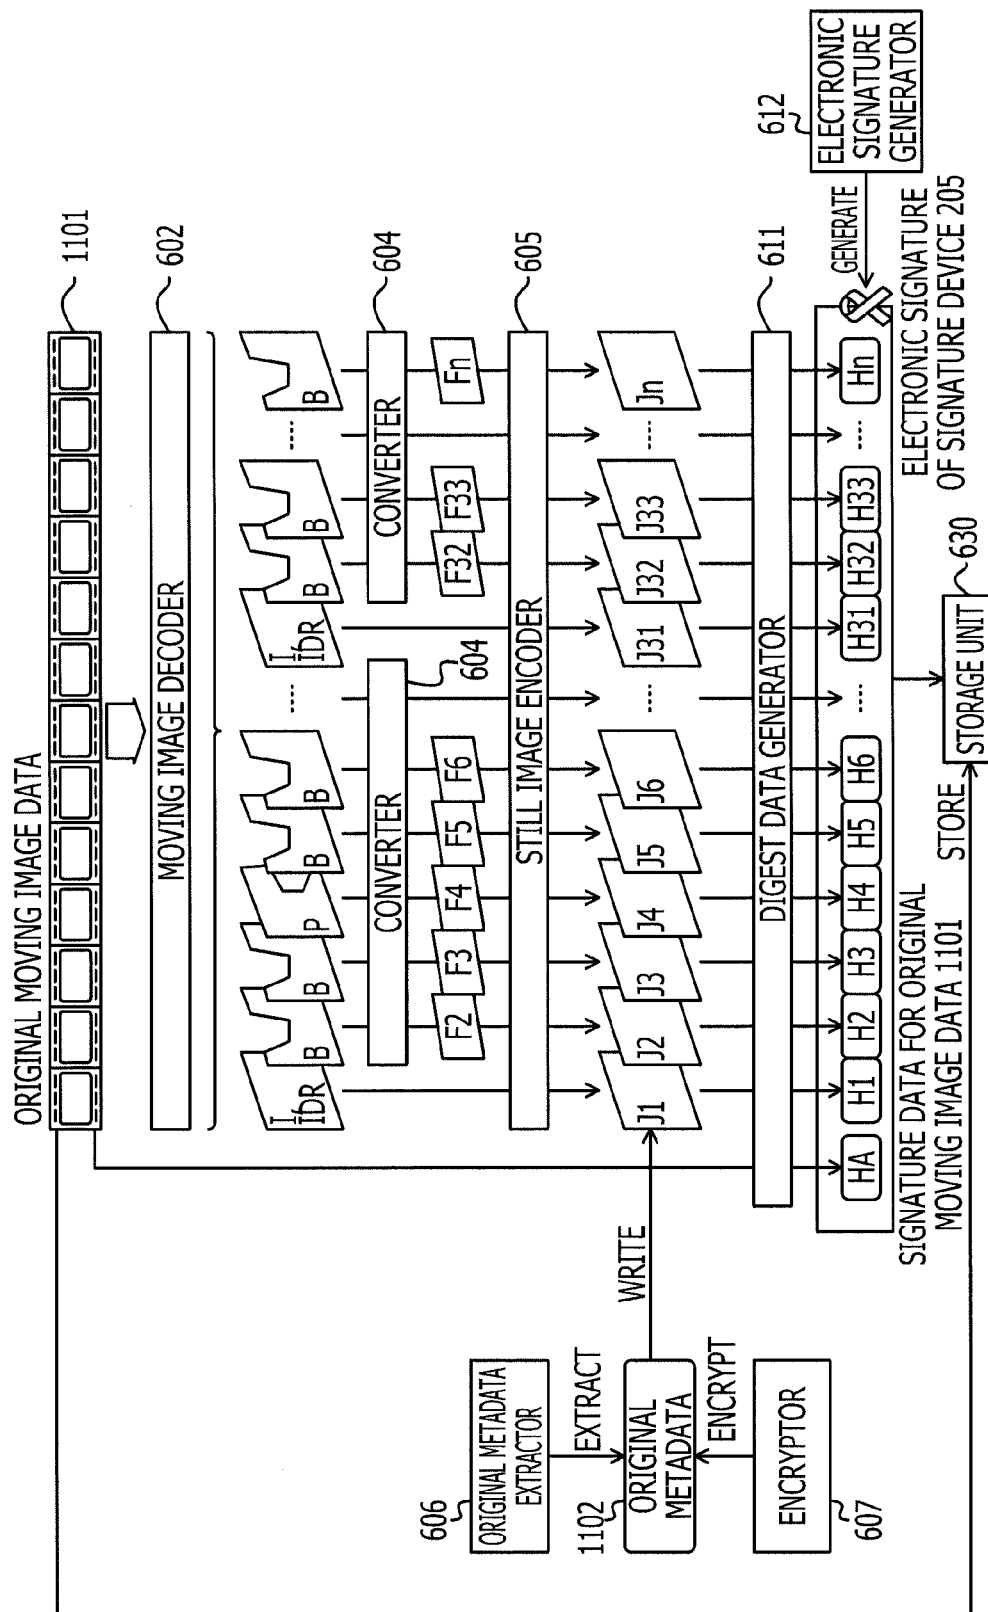 ORIGINAL MOVING IMAGE DATA
1101
MOVING IMAGE DECODER
602
I
IDR
B
B
P
B
B
....
I
IDR
B
B
....
B
CONVERTER
604
CONVERTER
604
F2
F3
F4
F5
F6
F32
F33
Fn
STILL IMAGE ENCODER
605
606
ORIGINAL METADATA
EXTRACTOR
EXTRACT
1102
ORIGINAL
METADATA
WRITE
ENCRYPT
ENCRYPTOR
607
J1
J2
J3
J4
J5
J6
....
J31
J32
J33
....
Jn
DIGEST DATA GENERATOR
611
HA
H1
H2
H3
H4
H5
H6
....
H31
H32
H33
....
Hn
GENERATE
612
ELECTRONIC
SIGNATURE
GENERATOR
SIGNATURE DATA FOR ORIGINAL
MOVING IMAGE DATA 1101
ELECTRONIC SIGNATURE
OF SIGNATURE DEVICE 205
STORE
STORAGE UNIT
630